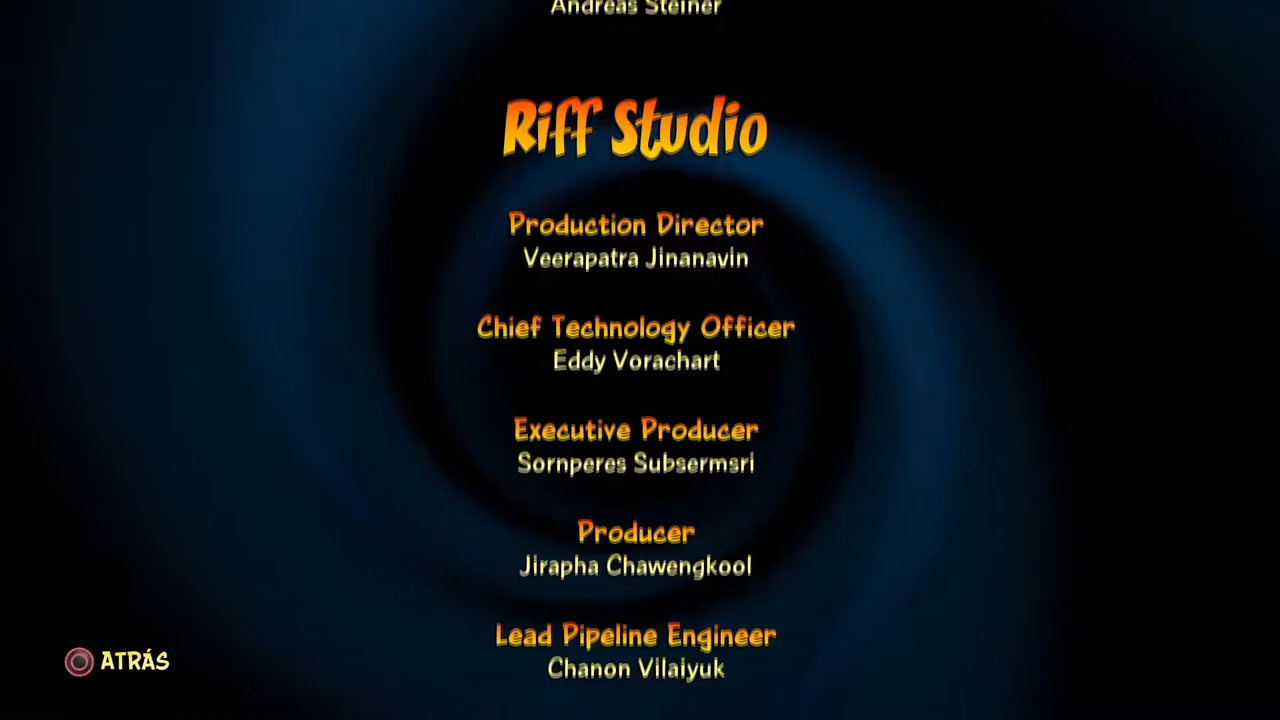 Andreas Steiner
Riff Studio
Production Director
Veerapatra Jinanavin
Chief Technology Officer
Eddy Vorachart
Executive Producer
Sornperes Subsermsri
Producer
Jirapha Chawengkool
Lead Pipeline Engineer
Chanon Vilaiyuk
ATRÁS